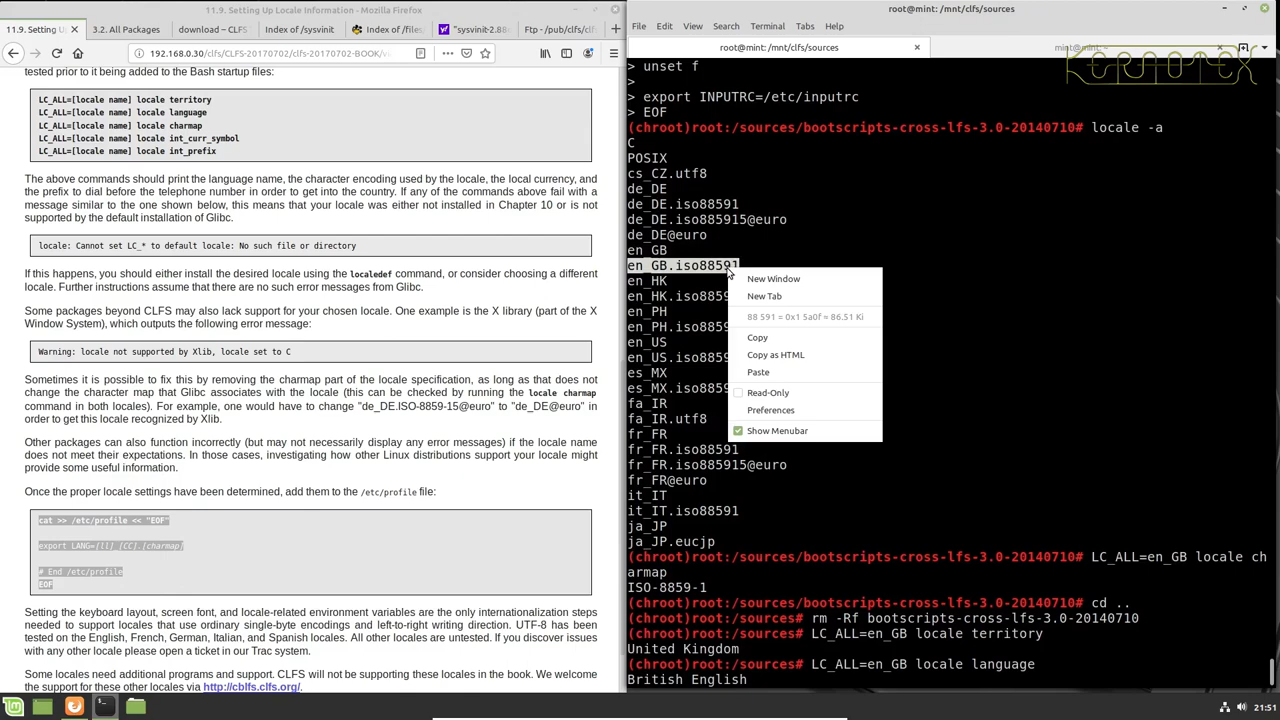 11.9. Setting Up Locale Information - Mozilla Firefox
11.9. Setting Up
3.2. All Packages
download – CLFS
Index of /sysvinit
Index of /files
"sysvinit-2.88
Ftp - /pub/clfs/c
192.168.0.30/clfs/CLFS-20170702/clfs-20170702-BOOK/
tested prior to it being added to the Bash startup files:
LC_ALL=[locale name] locale territory
LC_ALL=[locale name] locale language
LC_ALL=[locale name] locale charmap
LC_ALL=[locale name] locale int_curr_symbol
LC_ALL=[locale name] locale int_prefix
The above commands should print the language name, the character encoding used by the locale, the local currency, and
the prefix to dial before the telephone number in order to get into the country. If any of the commands above fail with a
message similar to the one shown below, this means that your locale was either not installed in Chapter 10 or is not
supported by the default installation of Glibc.
locale: Cannot set LC_* to default locale: No such file or directory
If this happens, you should either install the desired locale using the localedef command, or consider choosing a different
locale. Further instructions assume that there are no such error messages from Glibc.
Some packages beyond CLFS may also lack support for your chosen locale. One example is the X library (part of the X
Window System), which outputs the following error message:
Warning: locale not supported by Xlib, locale set to C
Sometimes it is possible to fix this by removing the charmap part of the locale specification, as long as that does not
change the character map that Glibc associates with the locale (this can be checked by running the locale charmap
command in both locales). For example, one would have to change "de_DE.ISO-8859-15@euro" to "de_DE@euro" in
order to get this locale recognized by Xlib.
Other packages can also function incorrectly (but may not necessarily display any error messages) if the locale name
does not meet their expectations. In those cases, investigating how other Linux distributions support your locale might
provide some useful information.
Once the proper locale settings have been determined, add them to the /etc/profile file:
cat >> /etc/profile << "EOF"
export LANG=[ll]_[CC].[charmap]
# End /etc/profile
EOF
Setting the keyboard layout, screen font, and locale-related environment variables are the only internationalization steps
needed to support locales that use ordinary single-byte encodings and left-to-right writing direction. UTF-8 has been
tested on the English, French, German, Italian, and Spanish locales. All other locales are untested. If you discover issues
with any other locale please open a ticket in our Trac system.
Some locales need additional programs and support. CLFS will not be supporting these locales in the book. We welcome
the support for these other locales via http://cblfs.clfs.org/.
root@mint: /mnt/clfs/sources
File Edit View Search Terminal Tabs Help
root@mint: /mnt/clfs/sources
root@mint: ~
KERNOTEX
> unset f
>
> export INPUTRC=/etc/inputrc
> EOF
(chroot)root:/sources/bootscripts-cross-lfs-3.0-20140710# locale -a
C
POSIX
cs_CZ.utf8
de_DE
de_DE.iso88591
de_DE.iso885915@euro
de_DE@euro
en_GB
en_GB.iso88591
en_HK
en_HK.iso8859
en_PH
en_PH.iso8859
en_US
en_US.iso8859
es_MX
es_MX.iso8859
fa_IR
fa_IR.utf8
fr_FR
fr_FR.iso88591
fr_FR.iso885915@euro
fr_FR@euro
it_IT
it_IT.iso88591
ja_JP
ja_JP.eucjp
(chroot)root:/sources/bootscripts-cross-lfs-3.0-20140710# LC_ALL=en_GB locale ch
armap
ISO-8859-1
(chroot)root:/sources/bootscripts-cross-lfs-3.0-20140710# cd ..
(chroot)root:/sources# rm -Rf bootscripts-cross-lfs-3.0-20140710
(chroot)root:/sources# LC_ALL=en_GB locale territory
United Kingdom
(chroot)root:/sources# LC_ALL=en_GB locale language
British English
New Window
New Tab
88 591 = 0x1 5a0f ≈ 86.51 Ki
Copy
Copy as HTML
Paste
Read-Only
Preferences
Show Menubar
21:51